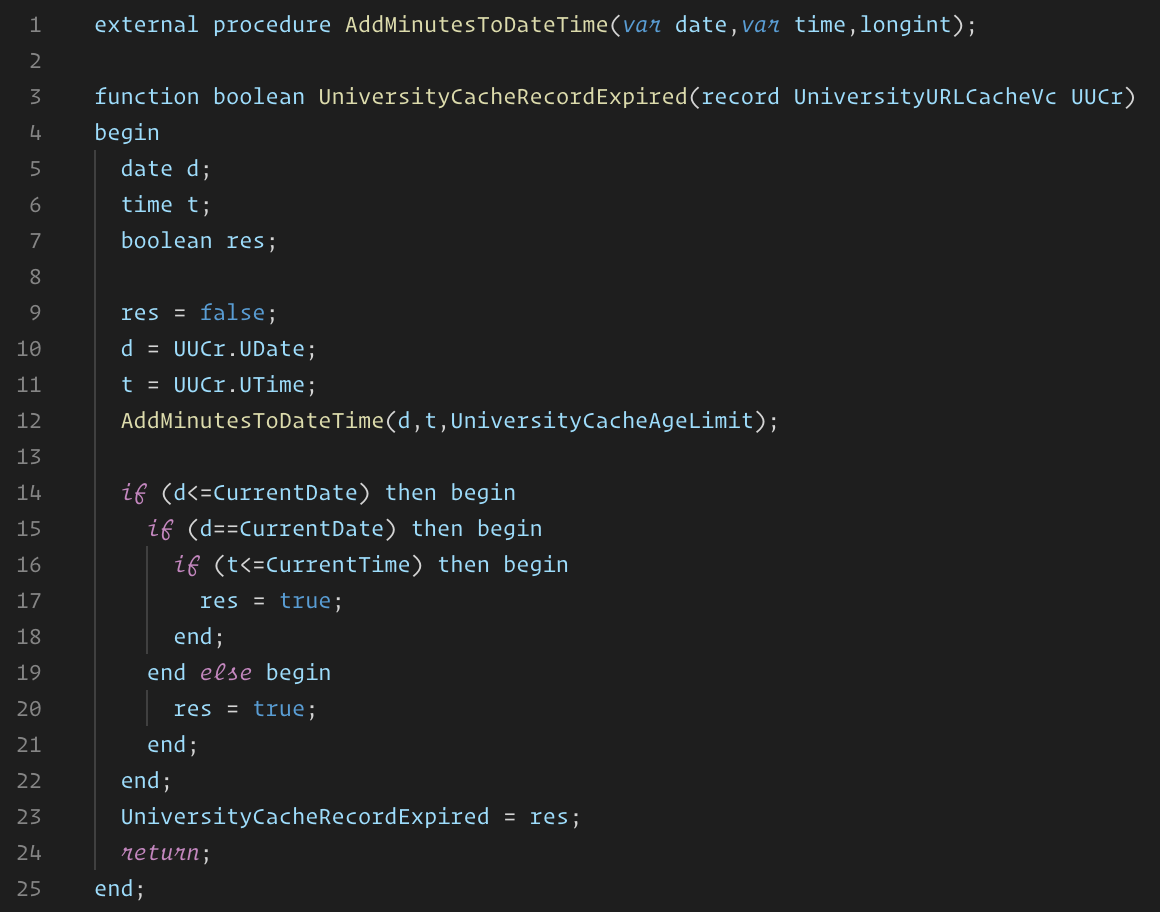 1 external procedure AddMinutesToDateTime(var date,var time,longint);
2
3 function boolean UniversityCacheRecordExpired(record UniversityURLCacheVc UUCr)
4 begin
5   date d;
6   time t;
7   boolean res;
8
9   res = false;
10   d = UUCr.UDate;
11   t = UUCr.UTime;
12   AddMinutesToDateTime(d,t,UniversityCacheAgeLimit);
13
14   if (d<=CurrentDate) then begin
15     if (d==CurrentDate) then begin
16       if (t<=CurrentTime) then begin
17         res = true;
18       end;
19     end else begin
20       res = true;
21     end;
22   end;
23   UniversityCacheRecordExpired = res;
24   return;
25 end;